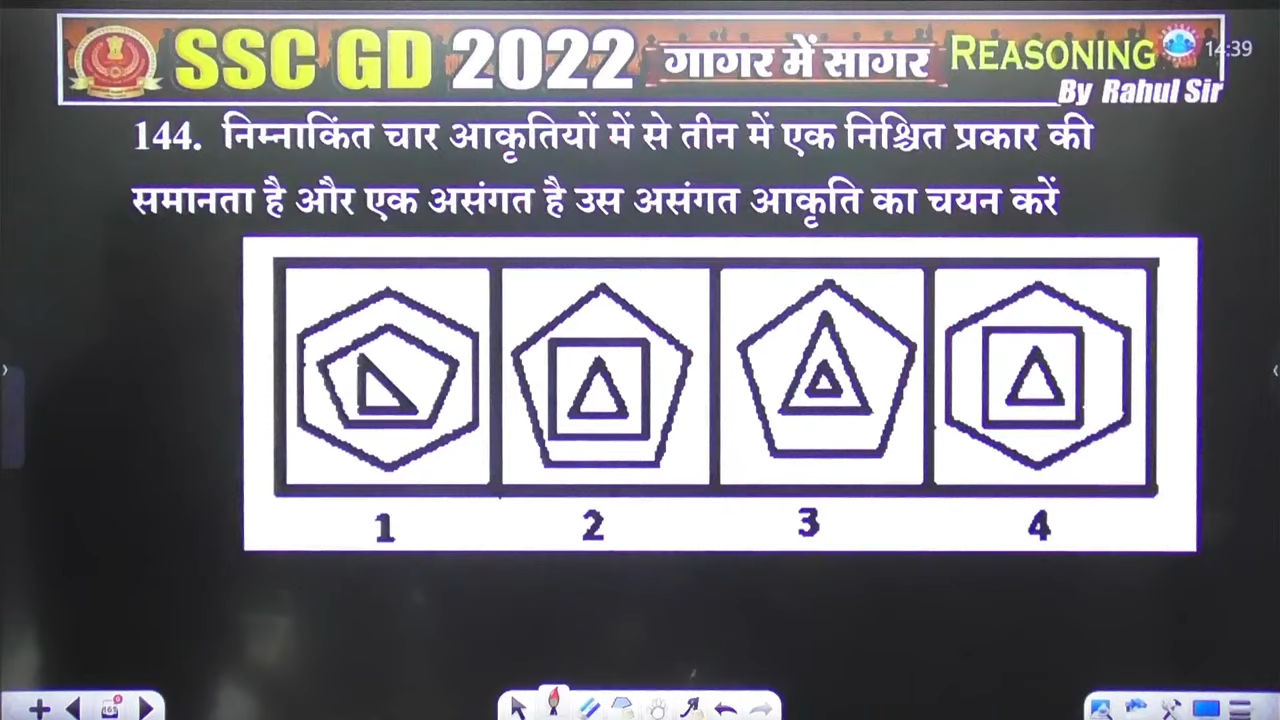 SSC GD 2022 गागर में सागर REASONING 14:39
By Rahul Sir
144. निम्नाकिंत चार आकृतियों में से तीन में एक निश्चित प्रकार की
समानता है और एक असंगत है उस असंगत आकृति का चयन करें
1 2 3 4